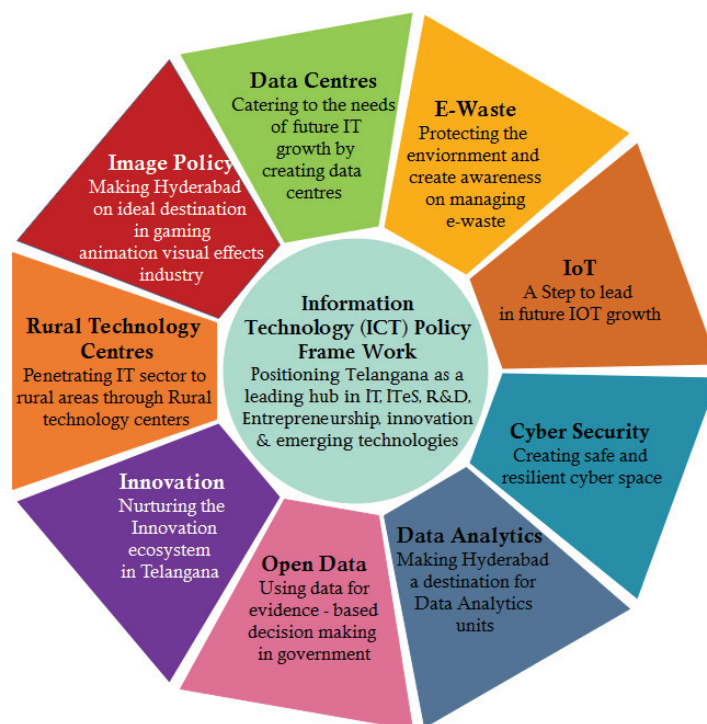 Information
Technology (ICT) Policy
Frame Work
Positioning Telangana as a
leading hub in IT, ITeS, R&D,
Entrepreneurship, innovation
& emerging technologies
Data Centres
Catering to the needs
of future IT
growth by
creating data
centres
E-Waste
Protecting the
enviornment and
create awareness
on managing
e-waste
IoT
A Step to lead
in future IOT growth
Cyber Security
Creating safe and
resilient cyber space
Data Analytics
Making Hyderabad
a destination for
Data Analytics
units
Open Data
Using data for
evidence - based
decision making
in government
Innovation
Nurturing the
Innovation
ecosystem
in Telangana
Rural Technology
Centres
Penetrating IT sector to
rural areas through Rural
technology centers
Image Policy
Making Hyderabad
on ideal destination
in gaming
animation visual effects
industry